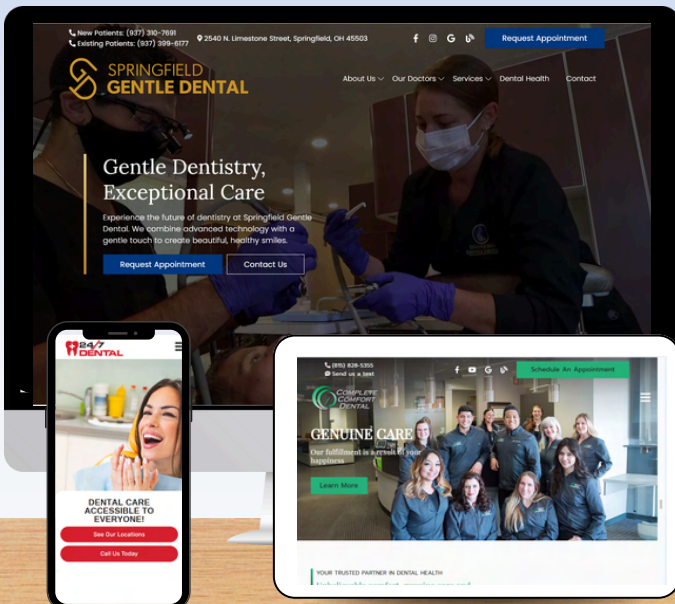 New Patients: (937) 310-7691
Existing Patients: (937) 399-6177
2540 N. Limestone Street, Springfield, OH 45503
Request Appointment
SPRINGFIELD
GENTLE DENTAL
About Us
Our Doctors
Services
Dental Health
Contact
Gentle Dentistry,
Exceptional Care
Experience the future of dentistry at Springfield Gentle
Dental. We combine advanced technology with a
gentle touch to create beautiful, healthy smiles.
Request Appointment
Contact Us
24/7
DENTAL
DENTAL CARE
ACCESSIBLE TO
EVERYONE!
See Our Locations
Call Us Today
(815) 828-5355
Send us a text
Schedule An Appointment
COMPLETE
COMFORT
DENTAL
GENUINE CARE
Our fulfillment is a result of your
happiness
Learn More
YOUR TRUSTED PARTNER IN DENTAL HEALTH